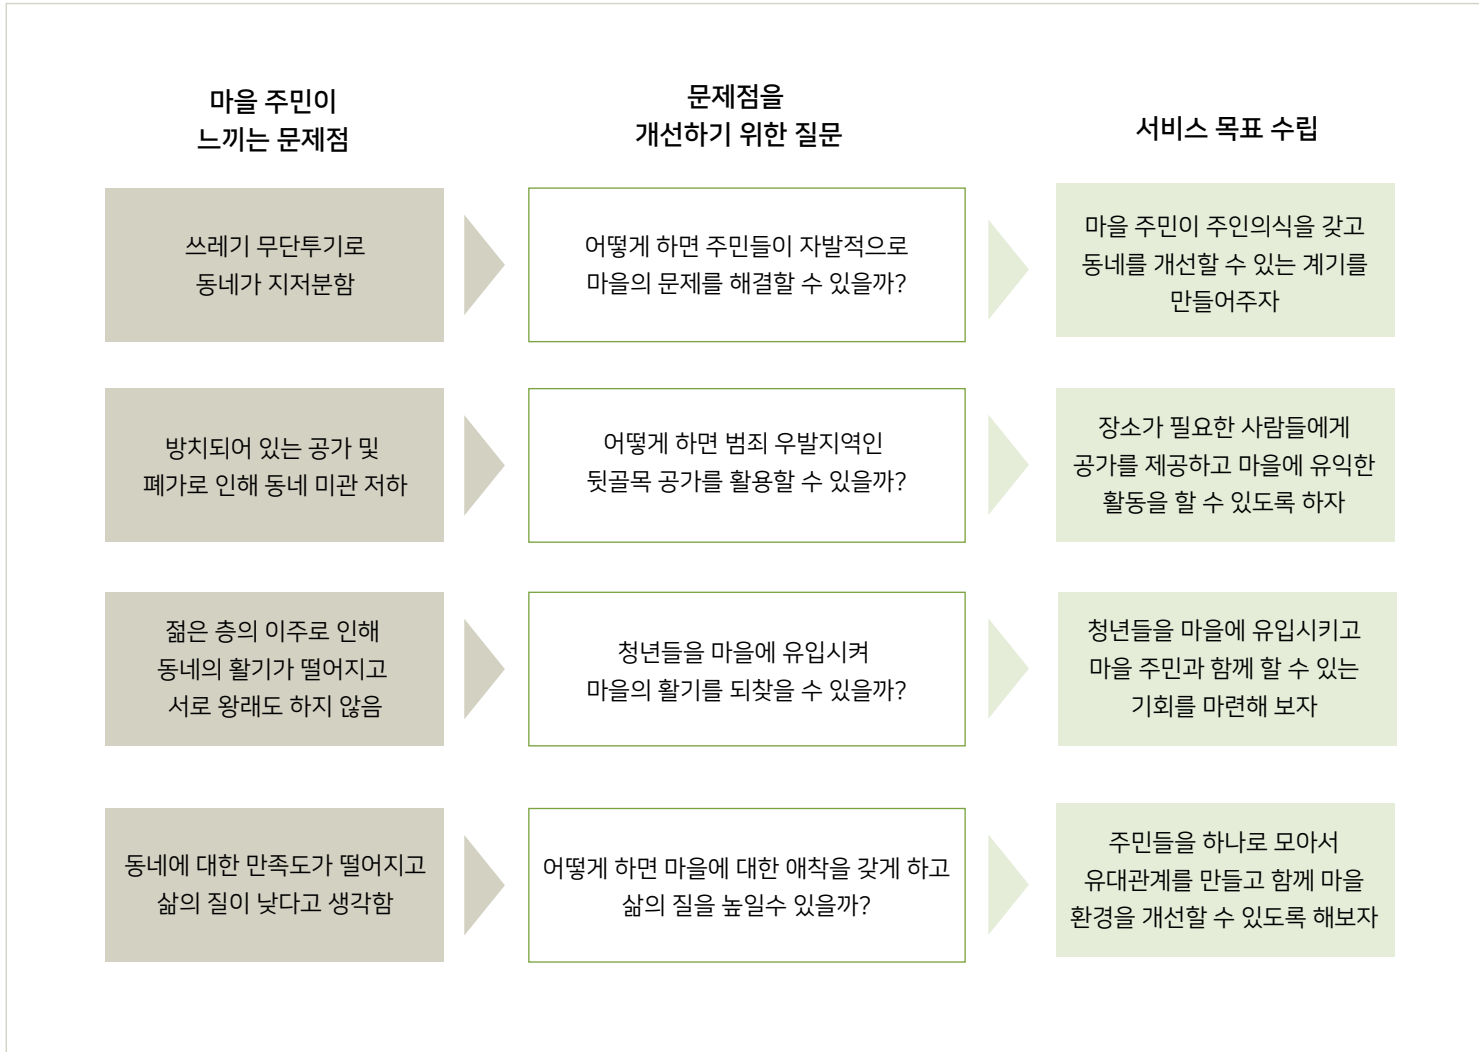 마을 주민이
느끼는 문제점
문제점을
개선하기 위한 질문
서비스 목표 수립
쓰레기 무단투기로
동네가 지저분함
어떻게 하면 주민들이 자발적으로
마을의 문제를 해결할 수 있을까?
마을 주민이 주인의식을 갖고
동네를 개선할 수 있는 계기를
만들어주자
방치되어 있는 공가 및
폐가로 인해 동네 미관 저하
어떻게 하면 범죄 우발지역인
뒷골목 공가를 활용할 수 있을까?
장소가 필요한 사람들에게
공가를 제공하고 마을에 유익한
활동을 할 수 있도록 하자
젊은 층의 이주로 인해
동네의 활기가 떨어지고
서로 왕래도 하지 않음
청년들을 마을에 유입시켜
마을의 활기를 되찾을 수 있을까?
청년들을 마을에 유입시키고
마을 주민과 함께 할 수 있는
기회를 마련해 보자
동네에 대한 만족도가 떨어지고
삶의 질이 낮다고 생각함
어떻게 하면 마을에 대한 애착을 갖게 하고
삶의 질을 높일수 있을까?
주민들을 하나로 모아서
유대관계를 만들고 함께 마을
환경을 개선할 수 있도록 해보자